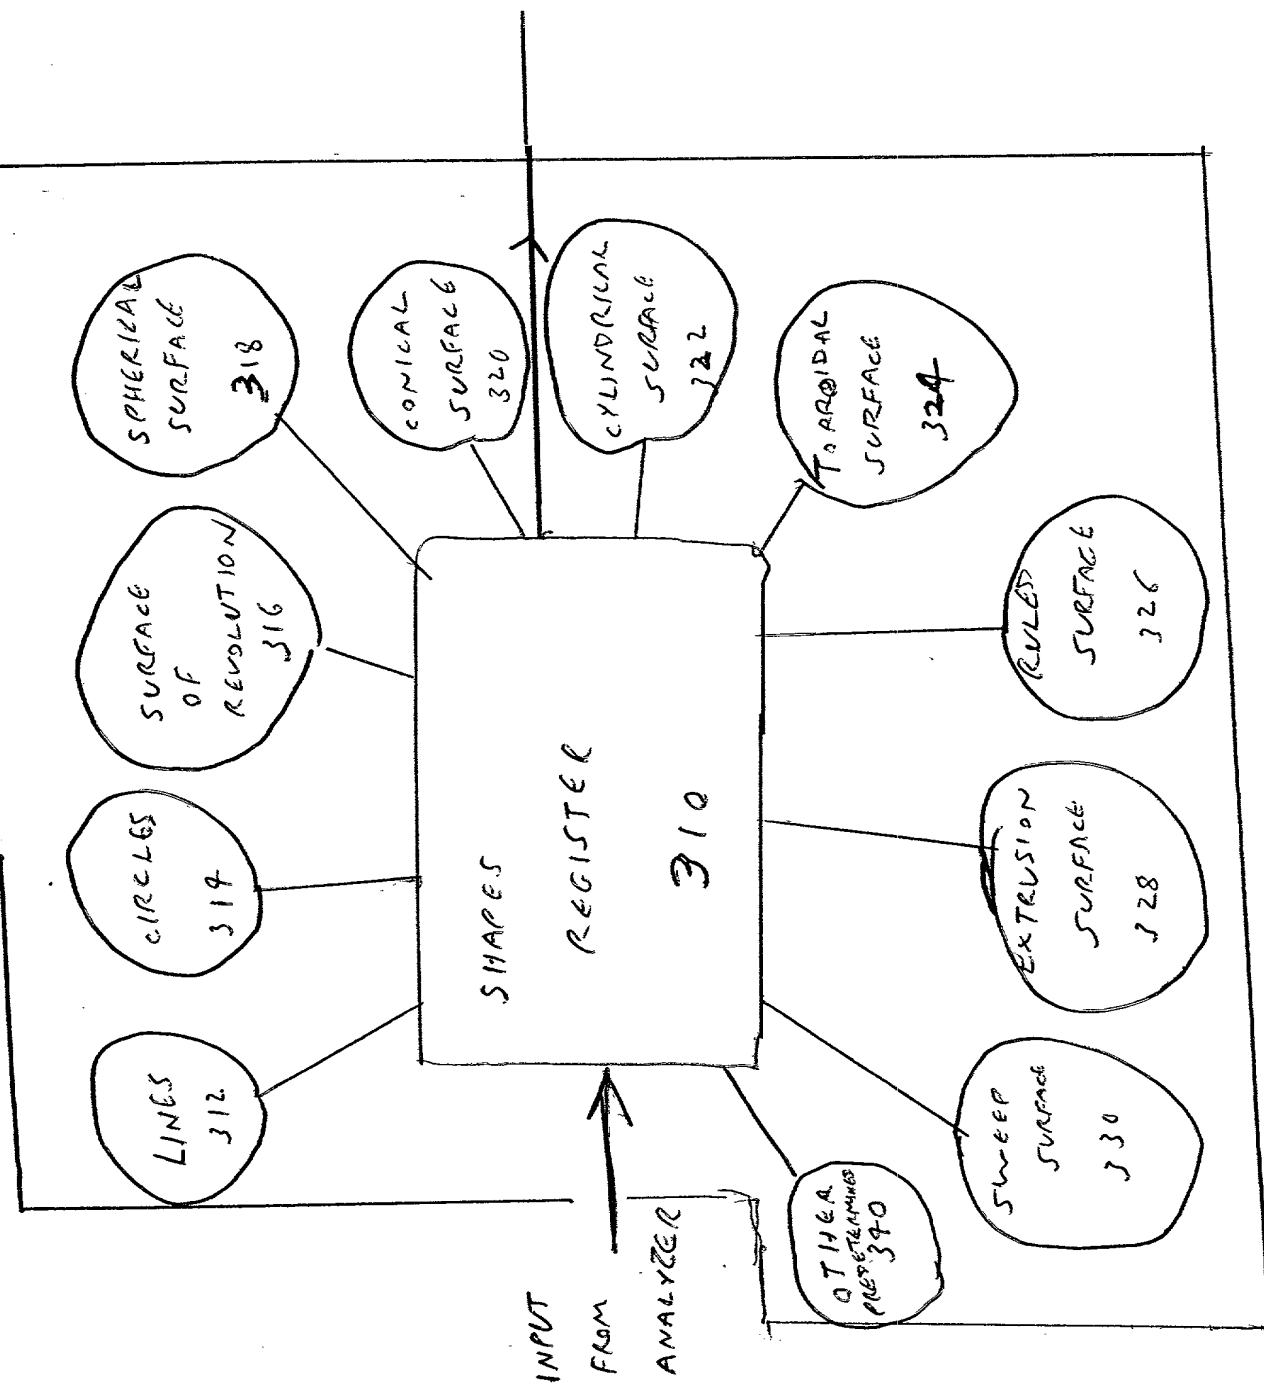 LINES
312
CIRCLES
314
SURFACE
OF
REVOLUTION
316
SPHERICAL
SURFACE
318
CONICAL
SURFACE
320
CYLINDRICAL
SURFACE
322
TORROIDAL
SURFACE
324
RULED
SURFACE
326
EXTRUSION
SURFACE
328
SWEEP
SURFACE
330
OTHER
PREDETERMINED
340
SHAPES
REGISTER
310
INPUT
FROM
ANALYZER